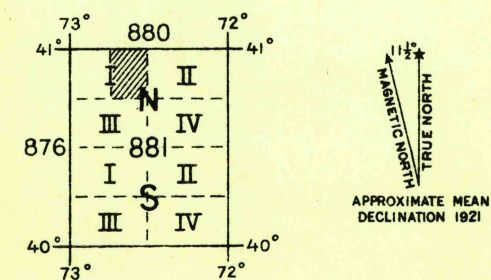 73° 72°
880
41° 41°
I II
N
III IV
876 881
I II
S
III IV
40° 40°
73° 72°
11½°
MAGNETIC NORTH
TRUE NORTH
APPROXIMATE MEAN
DECLINATION 1921